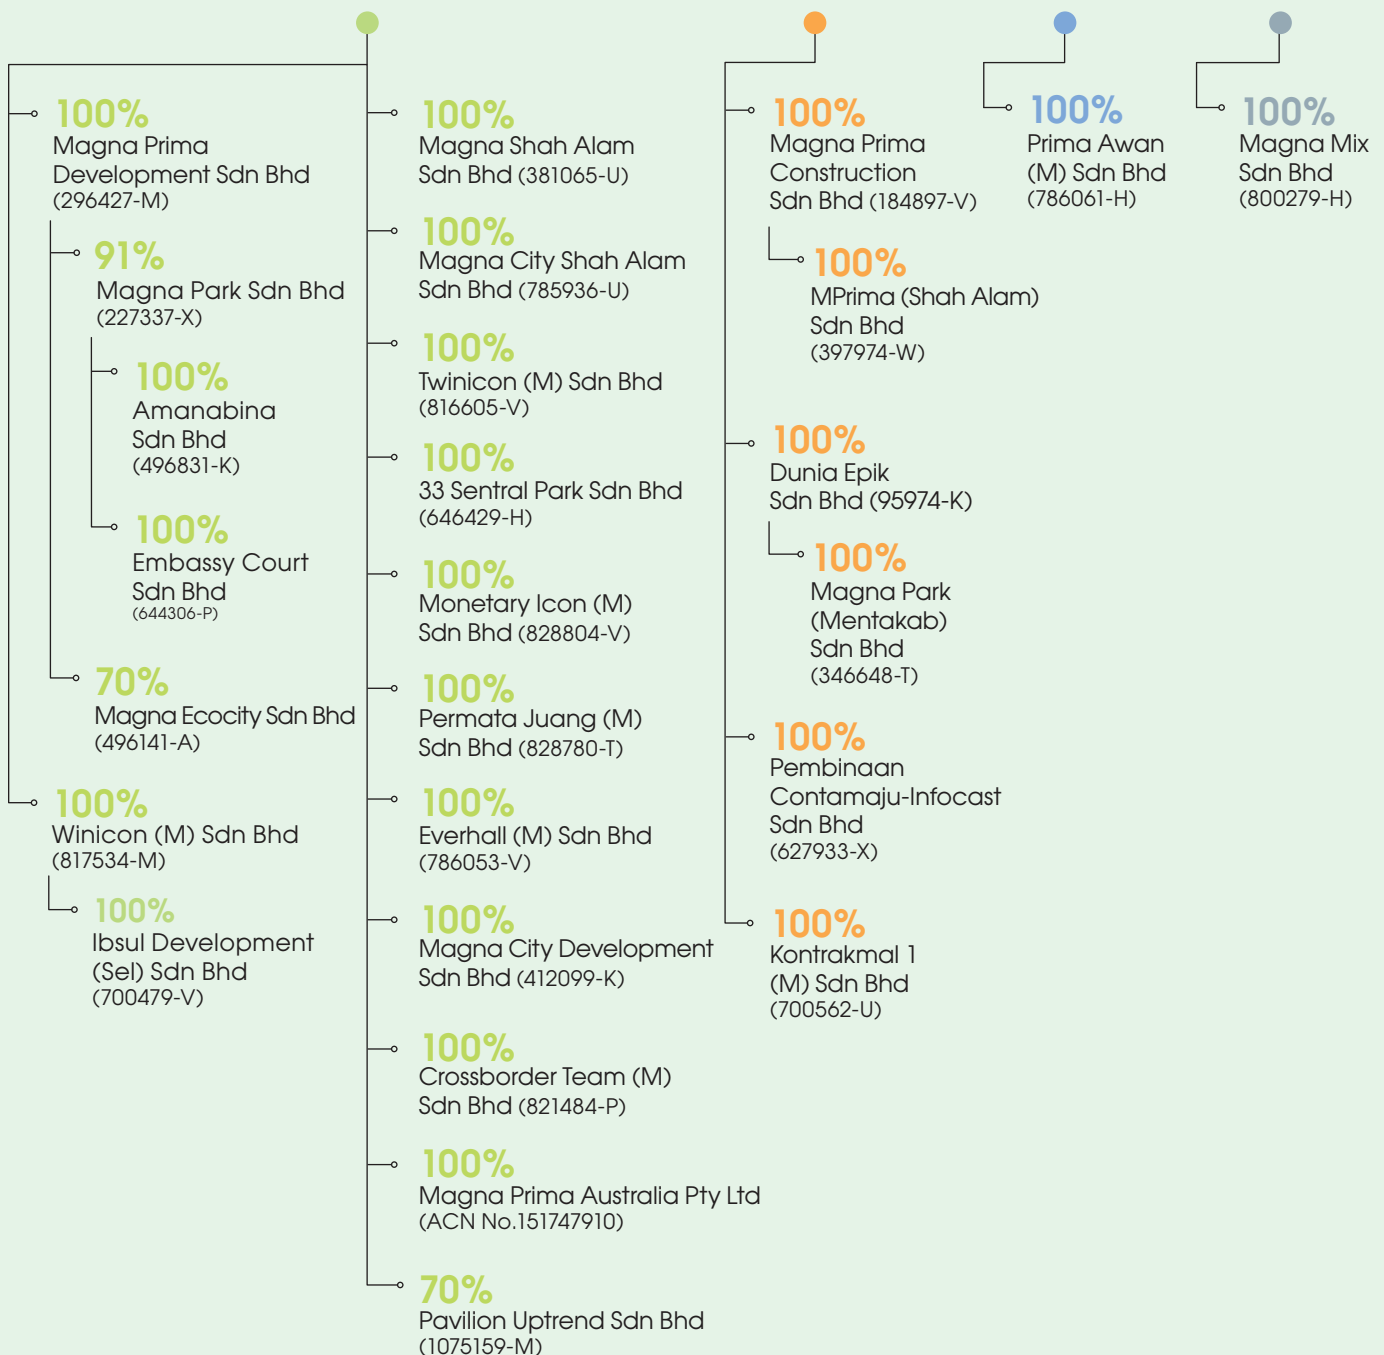 100%
Magna Prima
Development Sdn Bhd
(296427-M)
91%
Magna Park Sdn Bhd
(227337-X)
100%
Amanabina
Sdn Bhd
(496831-K)
100%
Embassy Court
Sdn Bhd
(644306-P)
70%
Magna Ecocity Sdn Bhd
(496141-A)
100%
Winicon (M) Sdn Bhd
(817534-M)
100%
Ibsul Development
(Sel) Sdn Bhd
(700479-V)
100%
Magna Shah Alam
Sdn Bhd (381065-U)
100%
Magna City Shah Alam
Sdn Bhd (785936-U)
100%
Twinicon (M) Sdn Bhd
(816605-V)
100%
33 Sentral Park Sdn Bhd
(646429-H)
100%
Monetary Icon (M)
Sdn Bhd (828804-V)
100%
Permata Juang (M)
Sdn Bhd (828780-T)
100%
Everhall (M) Sdn Bhd
(786053-V)
100%
Magna City Development
Sdn Bhd (412099-K)
100%
Crossborder Team (M)
Sdn Bhd (821484-P)
100%
Magna Prima Australia Pty Ltd
(ACN No.151747910)
70%
Pavilion Uptrend Sdn Bhd
(1075159-M)
100%
Magna Prima
Construction
Sdn Bhd (184897-V)
100%
MPrima (Shah Alam)
Sdn Bhd
(397974-W)
100%
Dunia Epik
Sdn Bhd (95974-K)
100%
Magna Park
(Mentakab)
Sdn Bhd
(346648-T)
100%
Pembinaan
Contamaju-Infocast
Sdn Bhd
(627933-X)
100%
Kontrakmal 1
(M) Sdn Bhd
(700562-U)
100%
Prima Awan
(M) Sdn Bhd
(786061-H)
100%
Magna Mix
Sdn Bhd
(800279-H)